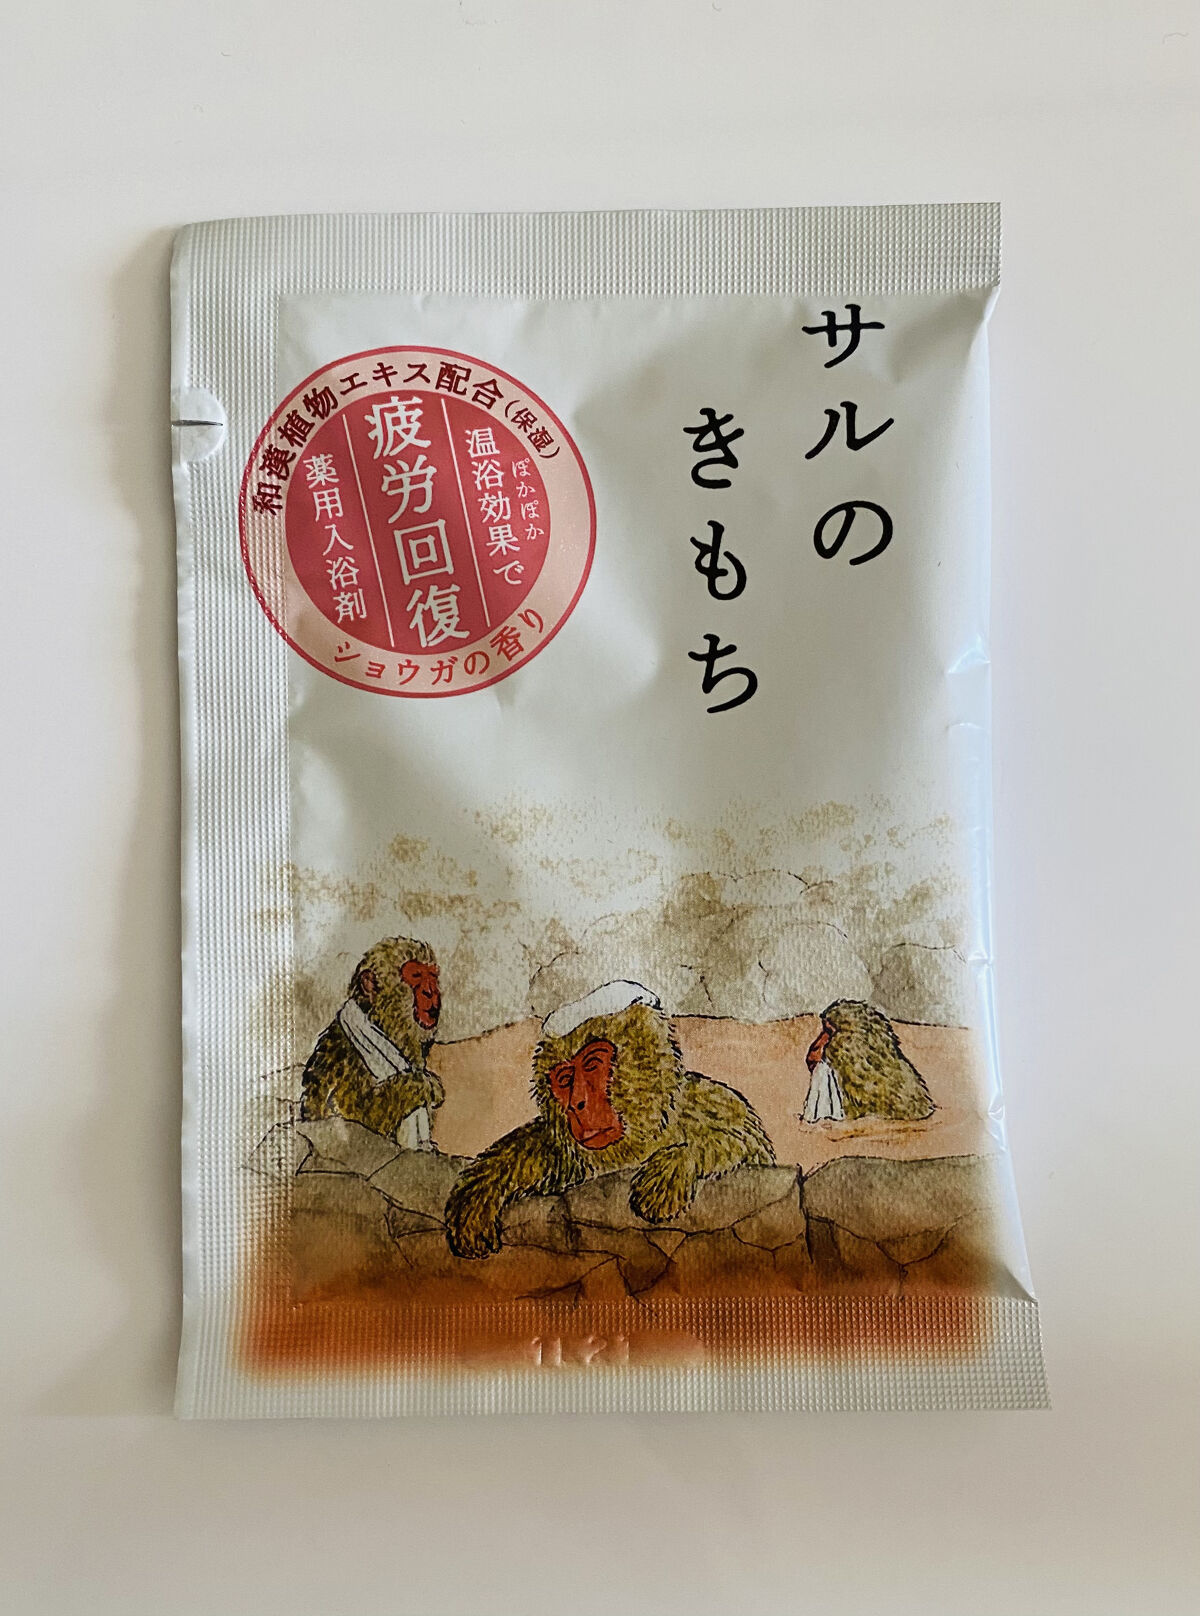 サルの
きもち
和漢植物エキス配合（保湿）
ぽかぽか
温浴効果で
疲労回復
薬用入浴剤
ショウガの香り
11.21